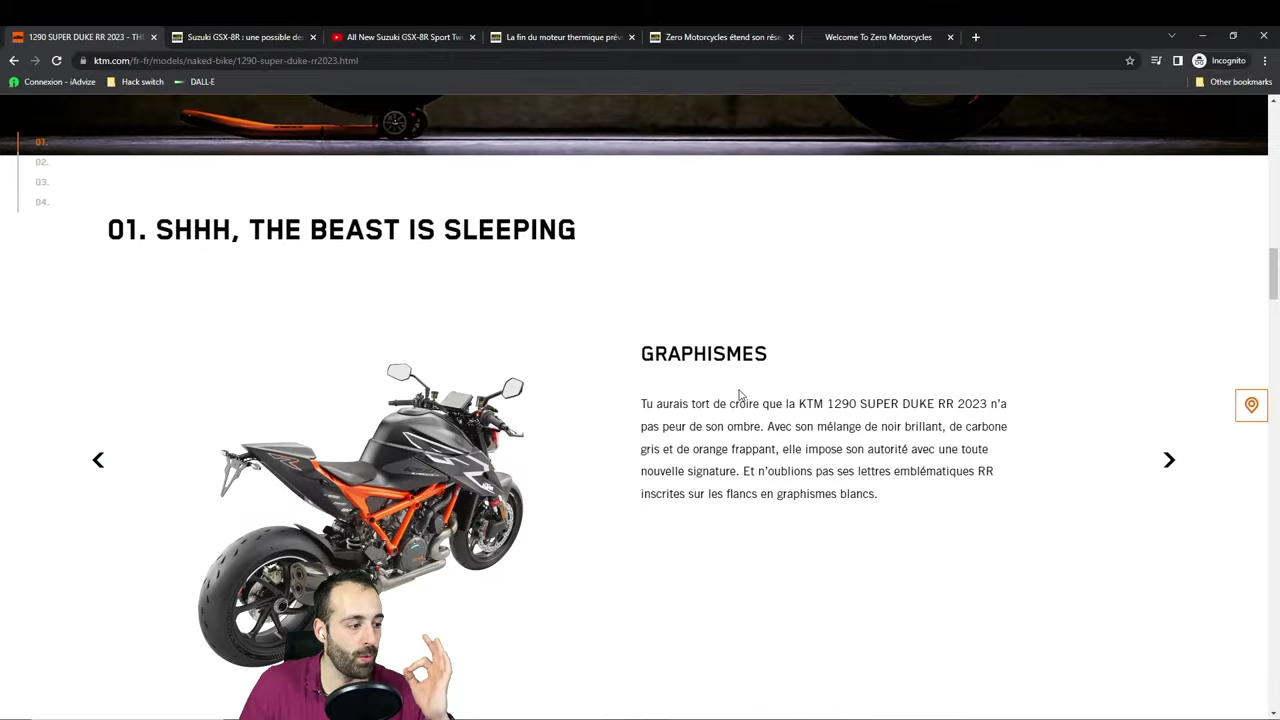 1290 SUPER DUKE RR 2023 - TH
Suzuki GSX-8R : une possible de
All New Suzuki GSX-8R Sport Tw
La fin du moteur thermique prév
Zero Motorcycles étend son rése
Welcome To Zero Motorcycles
ktm.com/fr-fr/models/naked-bike/1290-super-duke-rr2023.html
Incognito
Connexion - iAdvize
Hack switch
DALL-E
Other bookmarks
01.
02.
03.
04.
01. SHHH, THE BEAST IS SLEEPING
GRAPHISMES
Tu aurais tort de croire que la KTM 1290 SUPER DUKE RR 2023 n'a
pas peur de son ombre. Avec son mélange de noir brillant, de carbone
gris et de orange frappant, elle impose son autorité avec une toute
nouvelle signature. Et n'oublions pas ses lettres emblématiques RR
inscrites sur les flancs en graphismes blancs.
KTM